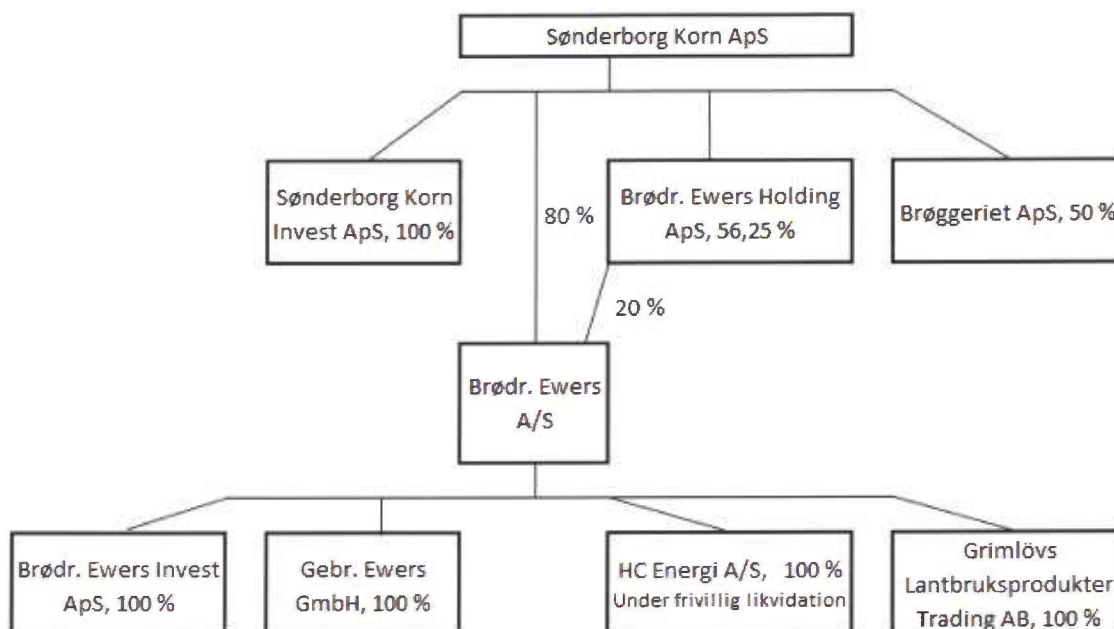 Sønderborg Korn ApS
Sønderborg Korn
Invest ApS, 100 %
80 %
Brødr. Ewers Holding
ApS, 56,25 %
Brøggeriet ApS, 50 %
20 %
Brødr. Ewers
A/S
Brødr. Ewers Invest
ApS, 100 %
Gebr. Ewers
GmbH, 100 %
HC Energi A/S, 100 %
Under frivillig likvidation
Grimlövs
Lantbruksprodukter
Trading AB, 100 %